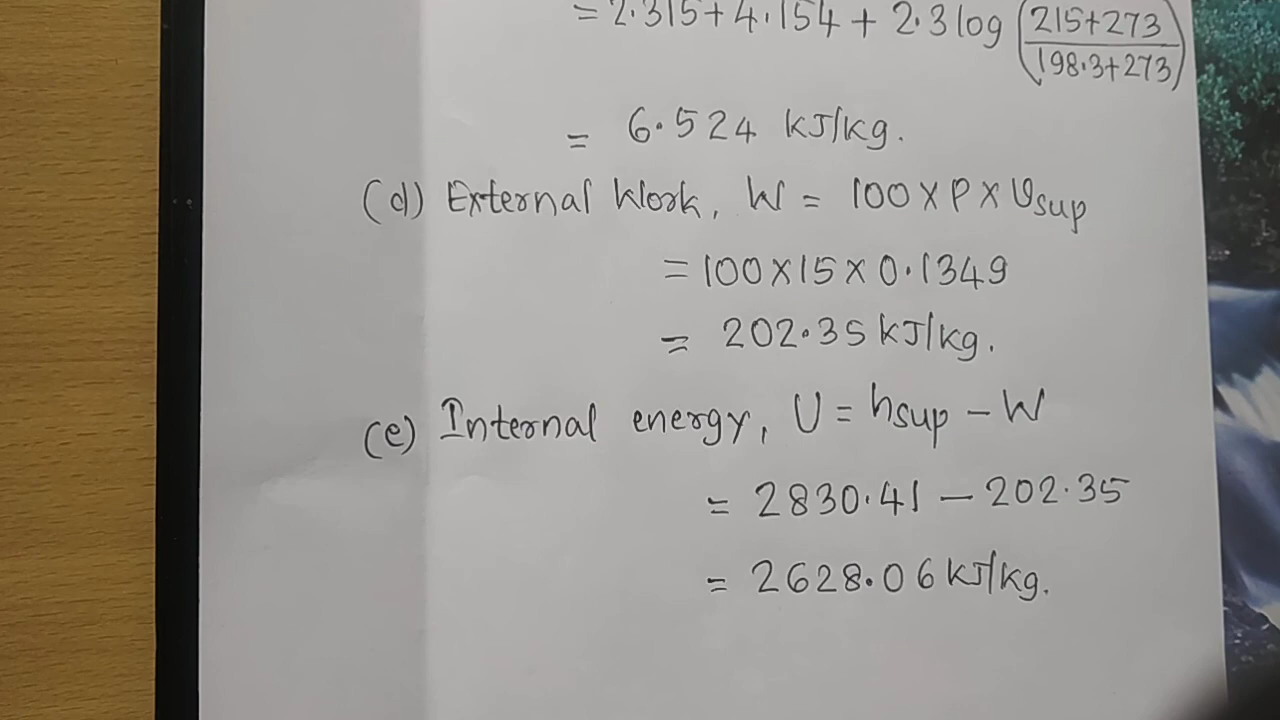 = 2.315+4.154 + 2.3 log (215+273/198.3+273)
= 6.524 kJ/kg.
(d) External Work, W = 100 × P × υsup
= 100 × 15 × 0.1349
= 202.35 kJ/kg.
(e) Internal energy, U = hsup - W
= 2830.41 - 202.35
= 2628.06 kJ/kg.